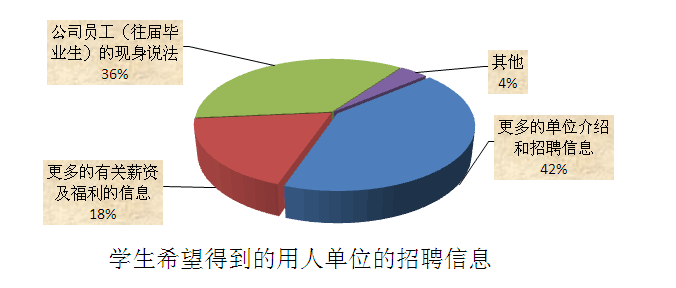 公司员工（往届毕
业生）的现身说法
36%
其他
4%
更多的单位介绍
和招聘信息
42%
更多的有关薪资
及福利的信息
18%
学生希望得到的用人单位的招聘信息